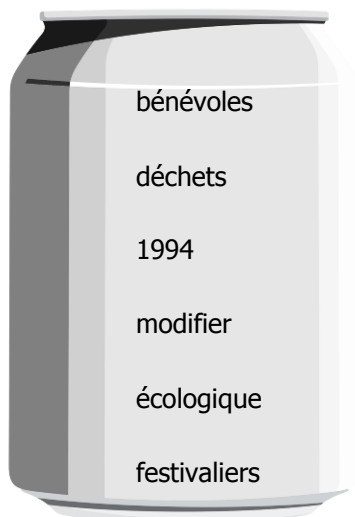 bénévoles
déchets
1994
modifier
écologique
festivaliers